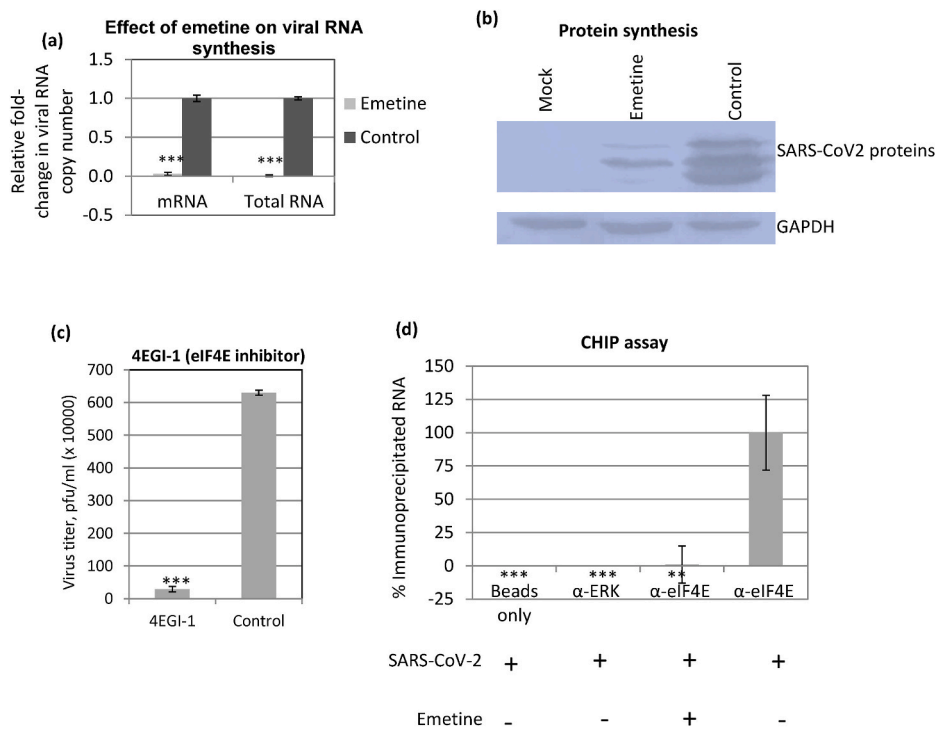 (a)
Effect of emetine on viral RNA
synthesis
Relative fold-
change in viral RNA
copy number
1.5
1.0
0.5
0.0
-0.5
***
***
mRNA
Total RNA
Emetine
Control
(b)
Protein synthesis
Mock
Emetine
Control
SARS-CoV2 proteins
GAPDH
(c)
4EGI-1 (eIF4E inhibitor)
Virus titer, pfu/ml (x 10000)
700
600
500
400
300
200
100
0
***
4EGI-1
Control
(d)
CHIP assay
% Immunoprecipitated RNA
150
125
100
75
50
25
0
-25
***
***
**
Beads
only
α-ERK
α-eIF4E
α-eIF4E
SARS-CoV-2 + + + +
Emetine - - + -